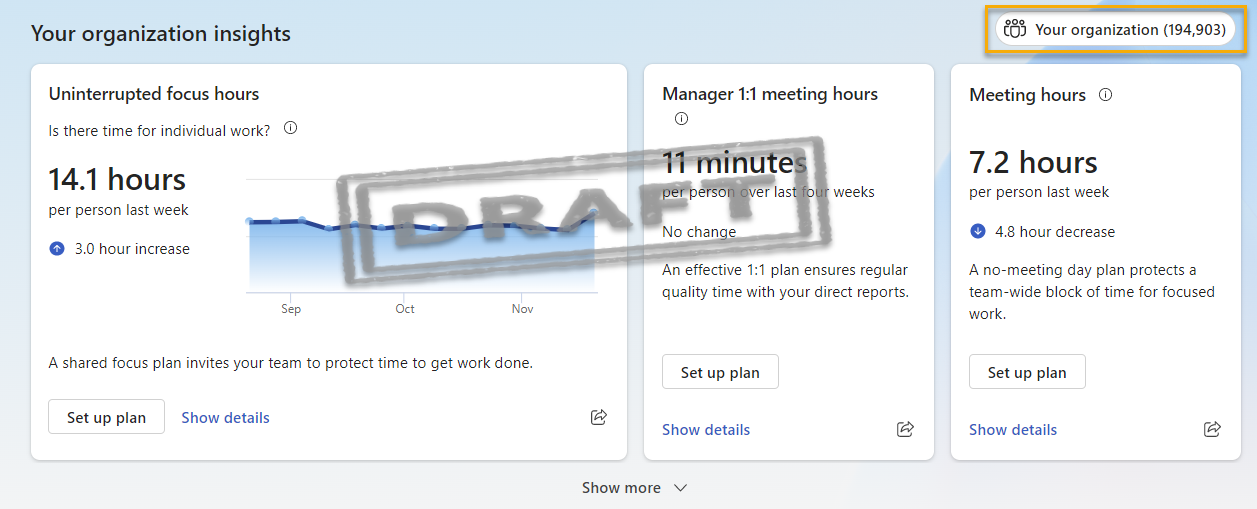 Your organization insights
Your organization (194,903)
Uninterrupted focus hours
Is there time for individual work?
14.1 hours
per person last week
3.0 hour increase
Sep
Oct
Nov
A shared focus plan invites your team to protect time to get work done.
Set up plan
Show details
Manager 1:1 meeting hours
11 minutes
per person over last four weeks
No change
An effective 1:1 plan ensures regular
quality time with your direct reports.
Set up plan
Show details
Meeting hours
7.2 hours
per person last week
4.8 hour decrease
A no-meeting day plan protects a
team-wide block of time for focused
work.
Set up plan
Show details
DRAFT
Show more